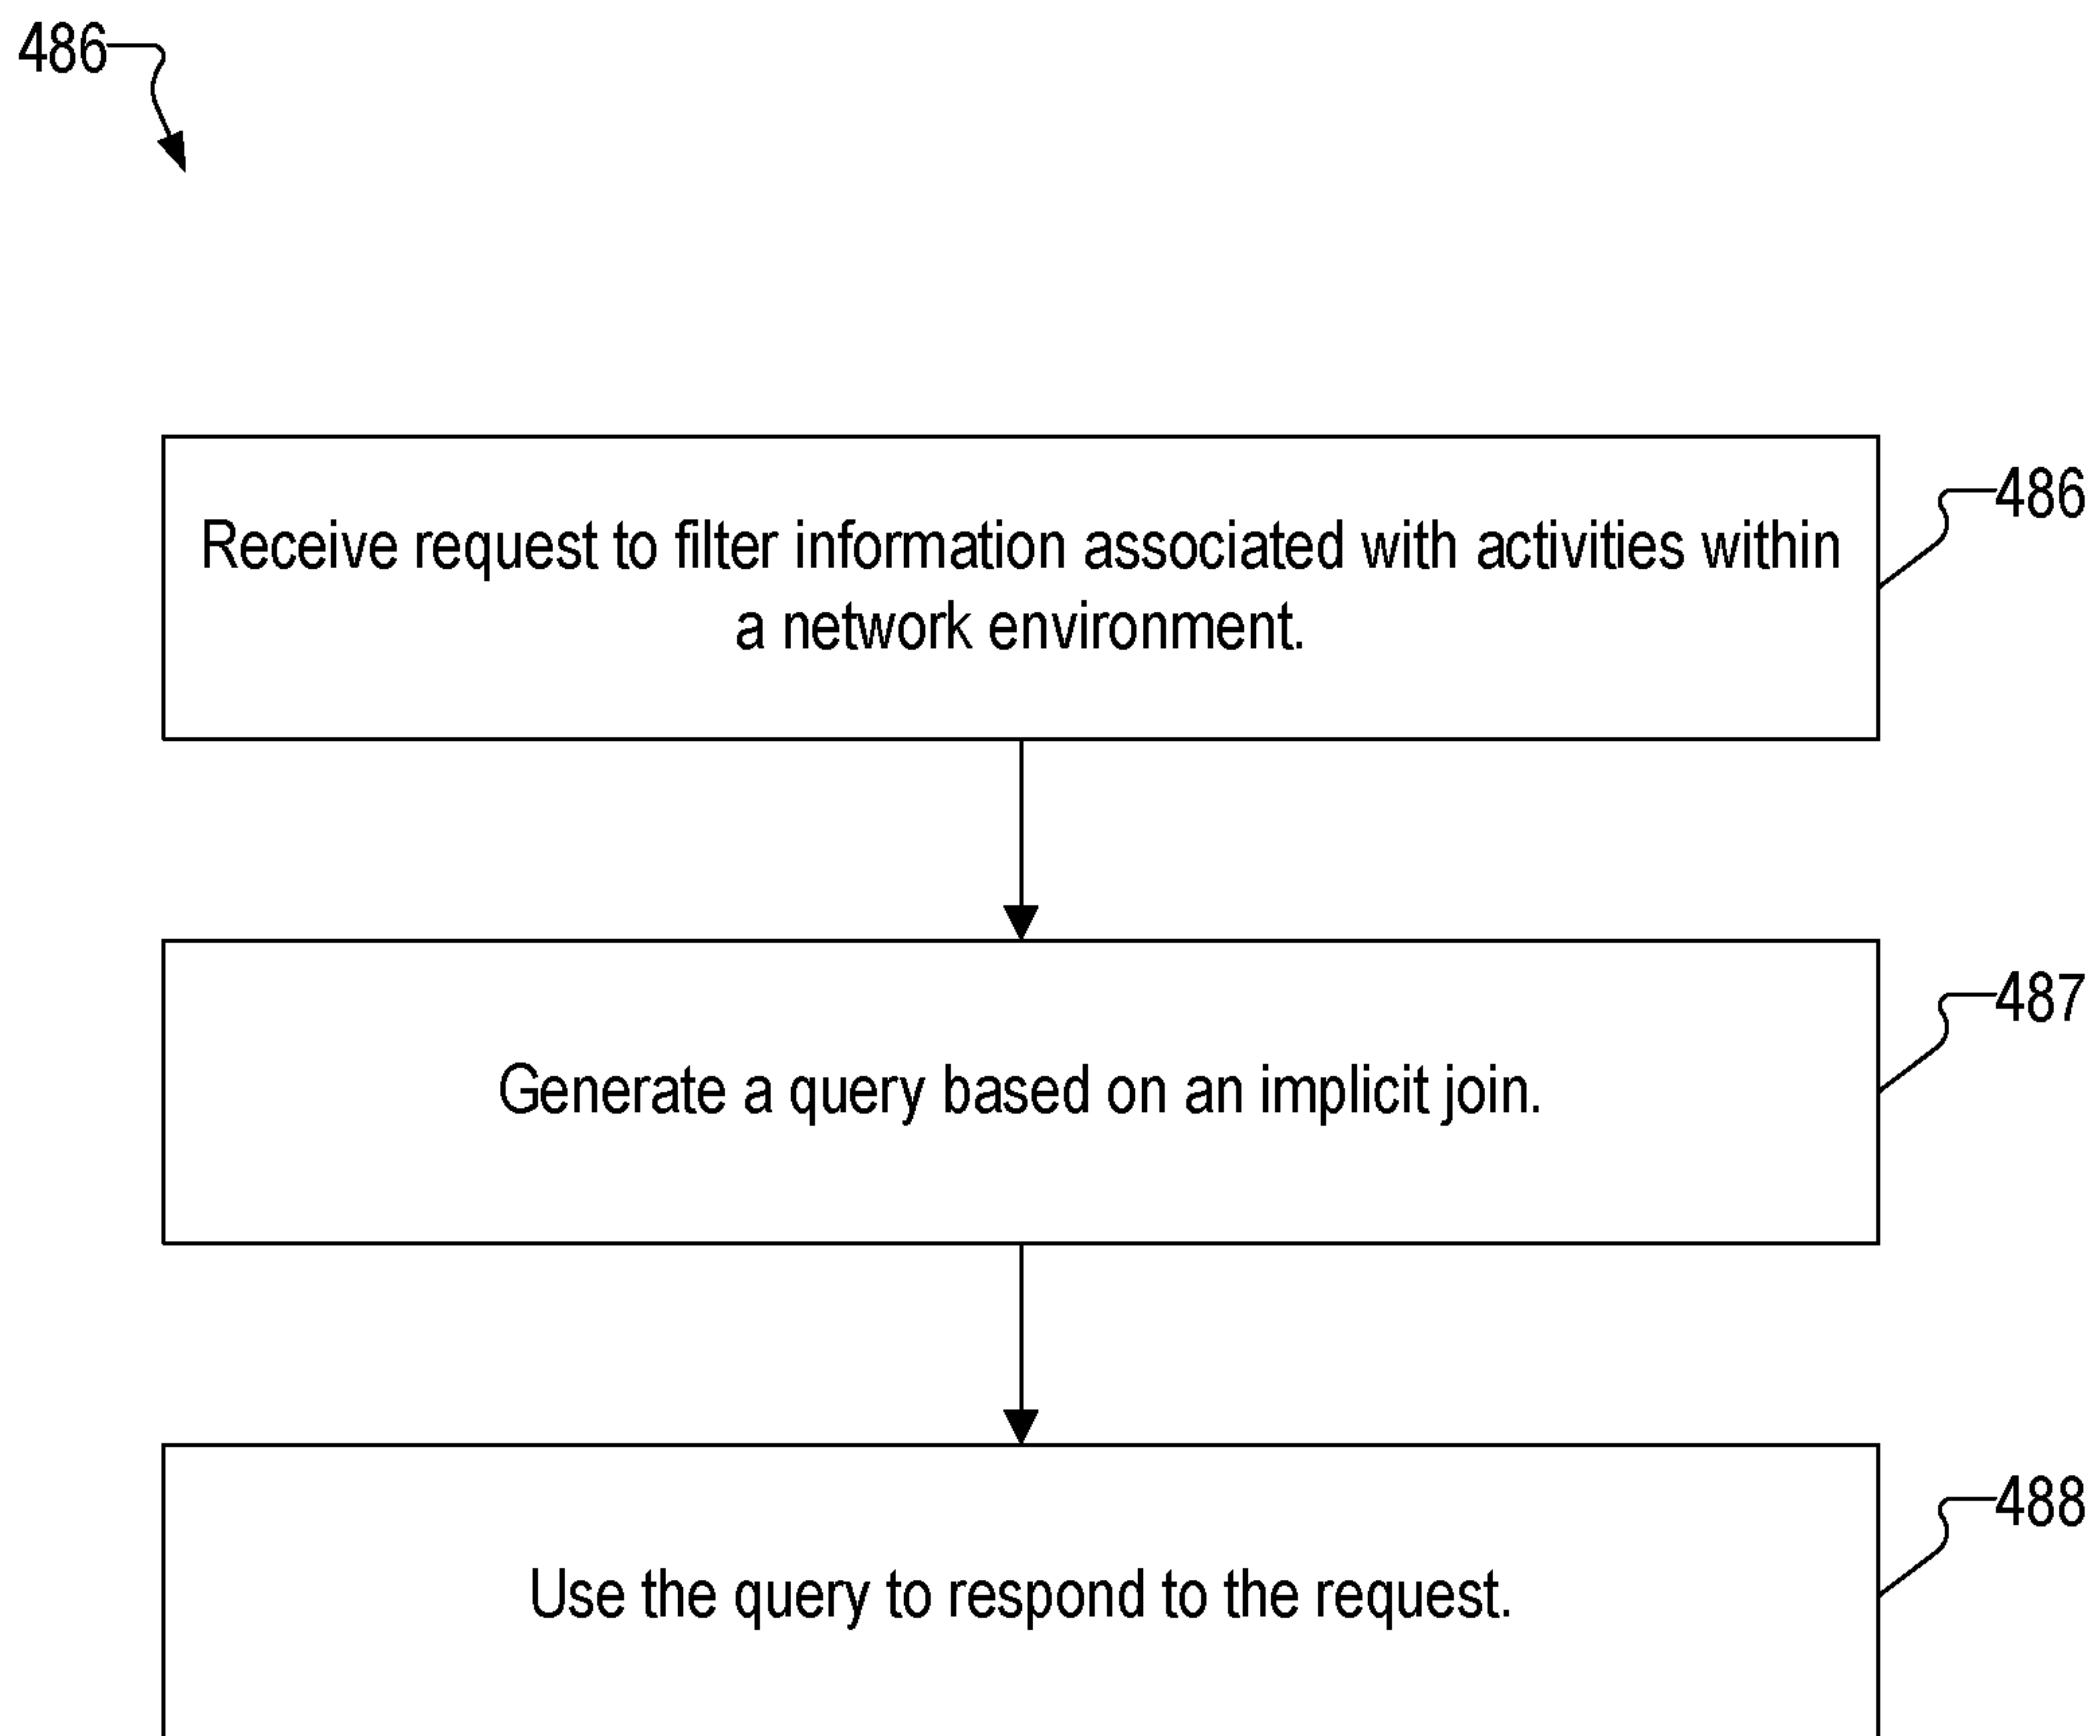 486
Receive request to filter information associated with activities within
a network environment.
486
Generate a query based on an implicit join.
487
Use the query to respond to the request.
488